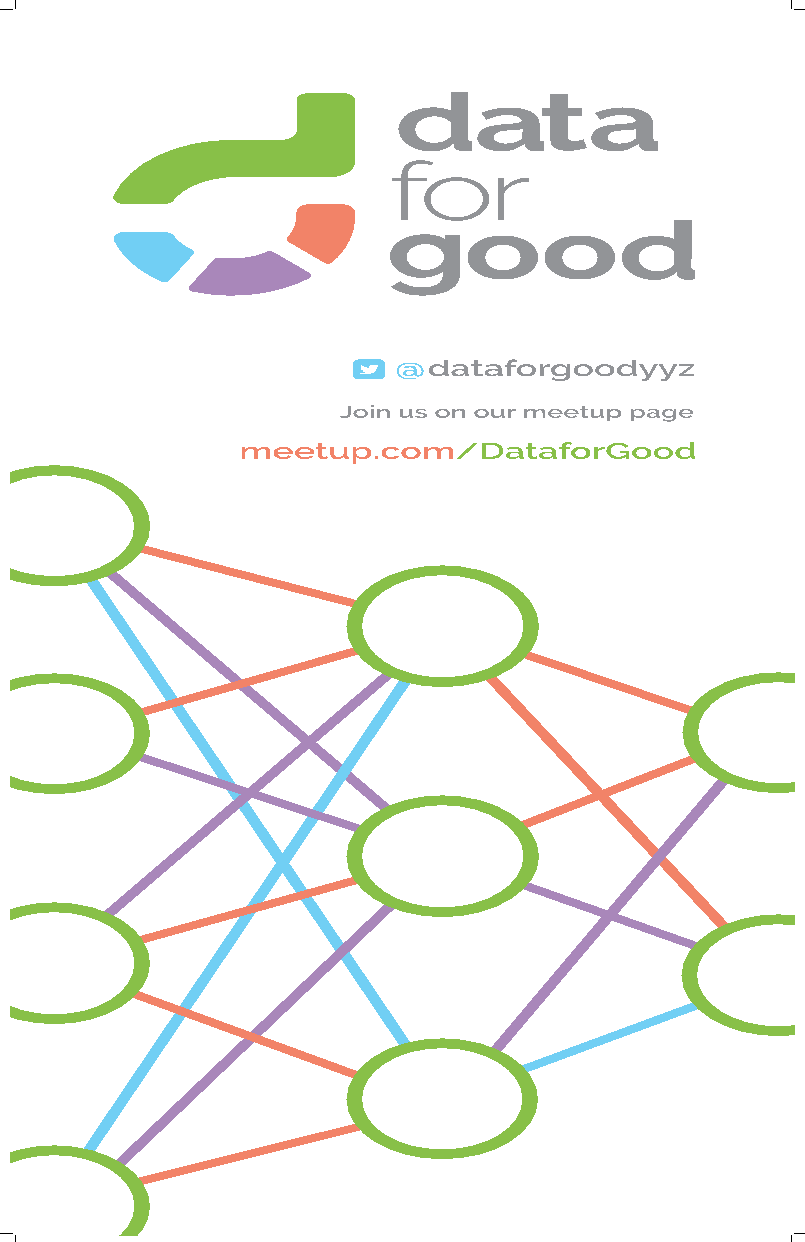 data
for
good
@dataforgoodyyz
Join us on our meetup page
meetup.com/DataforGood